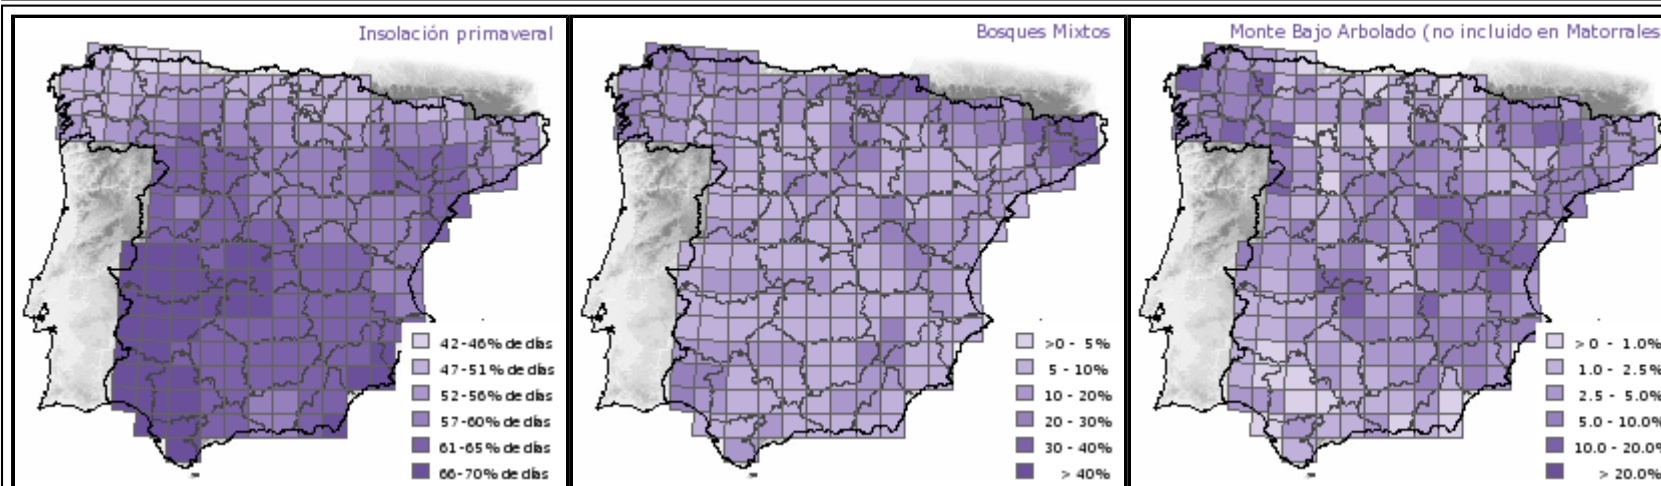 Insolación primaveral
42-46% de días
47-51% de días
52-56% de días
57-60% de días
61-65% de días
66-70% de días
Bosques Mixtos
>0 - 5%
5 - 10%
10 - 20%
20 - 30%
30 - 40%
> 40%
Monte Bajo Arbolado (no incluido en Matorrales
>0 - 1.0%
1.0 - 2.5%
2.5 - 5.0%
5.0 - 10.0%
10.0 - 20.0%
> 20.0%